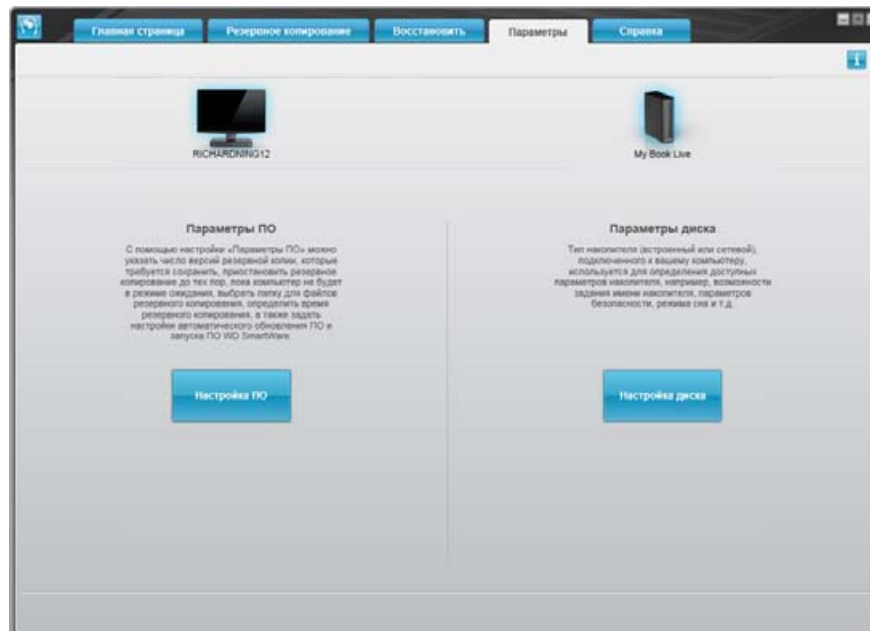 Главная страница
Резервное копирование
Восстановить
Параметры
Справка
RICHARDNING12
My Book Live
Параметры ПО
С помощью настройки «Параметры ПО» можно
указать число версий резервной копии, которые
требуется сохранить, приостановить резервное
копирование до тех пор, пока компьютер не будет
в режиме ожидания, выбрать папку для файлов
резервного копирования, определить время
резервного копирования, а также задать
настройки автоматического обновления ПО и
запуска ПО WD SmartWare.
Настройка ПО
Параметры диска
Тип накопителя (встроенный или сетевой),
подключенного к вашему компьютеру,
используется для определения доступных
параметров накопителя, например, возможности
задания имени накопителя, параметров
безопасности, режима сна и т.д.
Настройка диска